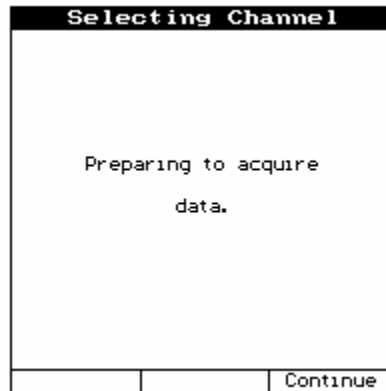 Selecting Channel
Preparing to acquire
data.
Continue